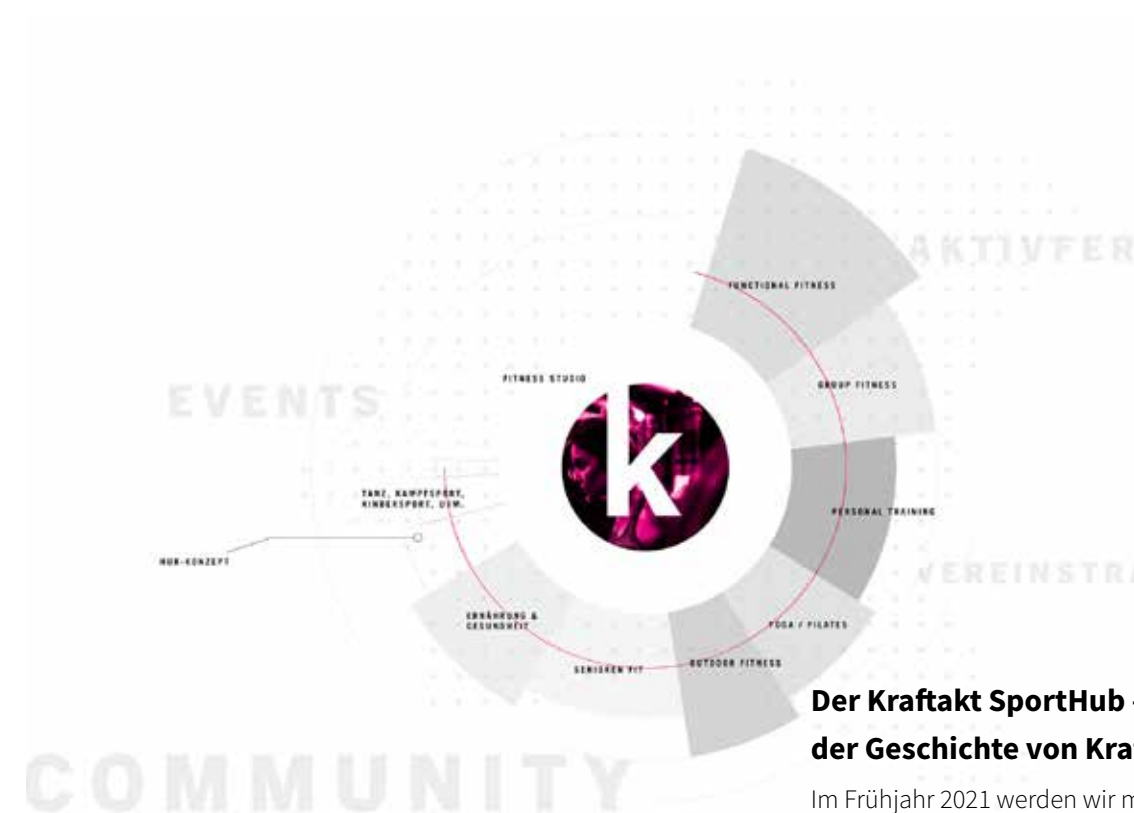 AKTIVFER
FUNCTIONAL FITNESS
FITNESS STUDIO
GROUP FITNESS
EVENTS
k
TANZ, KAMPFSPORT,
KINDERSPORT, USW.
PERSONAL TRAINING
HUB-KONZEPT
VEREINSTRA
ERNÄHRUNG &
GESUNDHEIT
YOGA / PILATES
SENIOREN FIT
OUTDOOR FITNESS
Der Kraftakt SportHub
der Geschichte von Kra
COMMUNITY
Im Frühjahr 2021 werden wir m